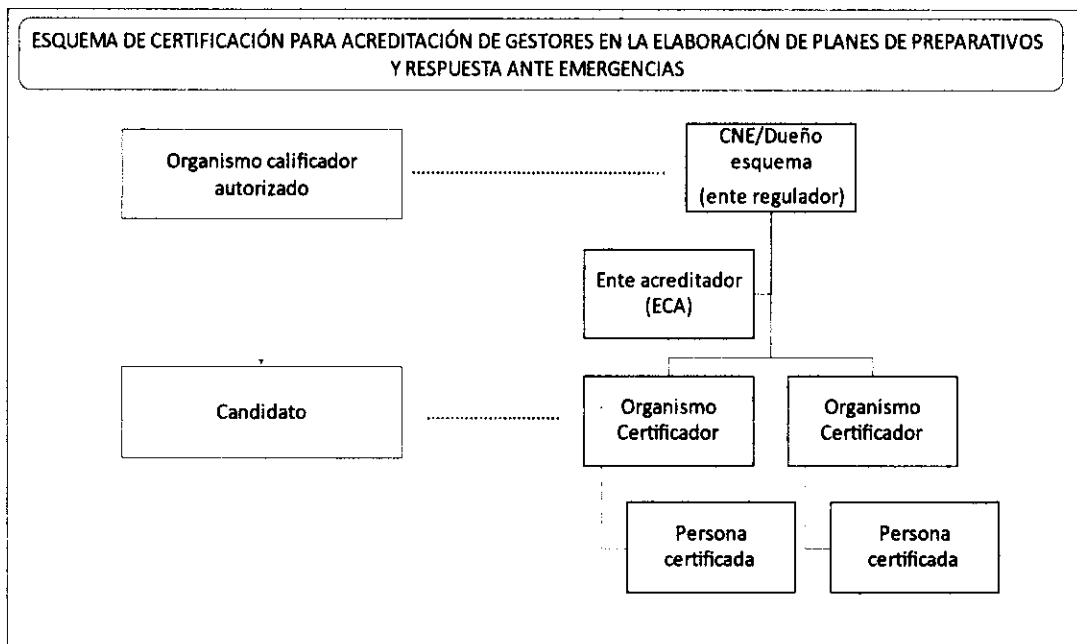 ESQUEMA DE CERTIFICACIÓN PARA ACREDITACIÓN DE GESTORES EN LA ELABORACIÓN DE PLANES DE PREPARATIVOS
Y RESPUESTA ANTE EMERGENCIAS
Organismo calificador
autorizado
CNE/Dueño
esquema
(ente regulador)
Ente acreditador
(ECA)
Candidato
Organismo
Certificador
Organismo
Certificador
Persona
certificada
Persona
certificada